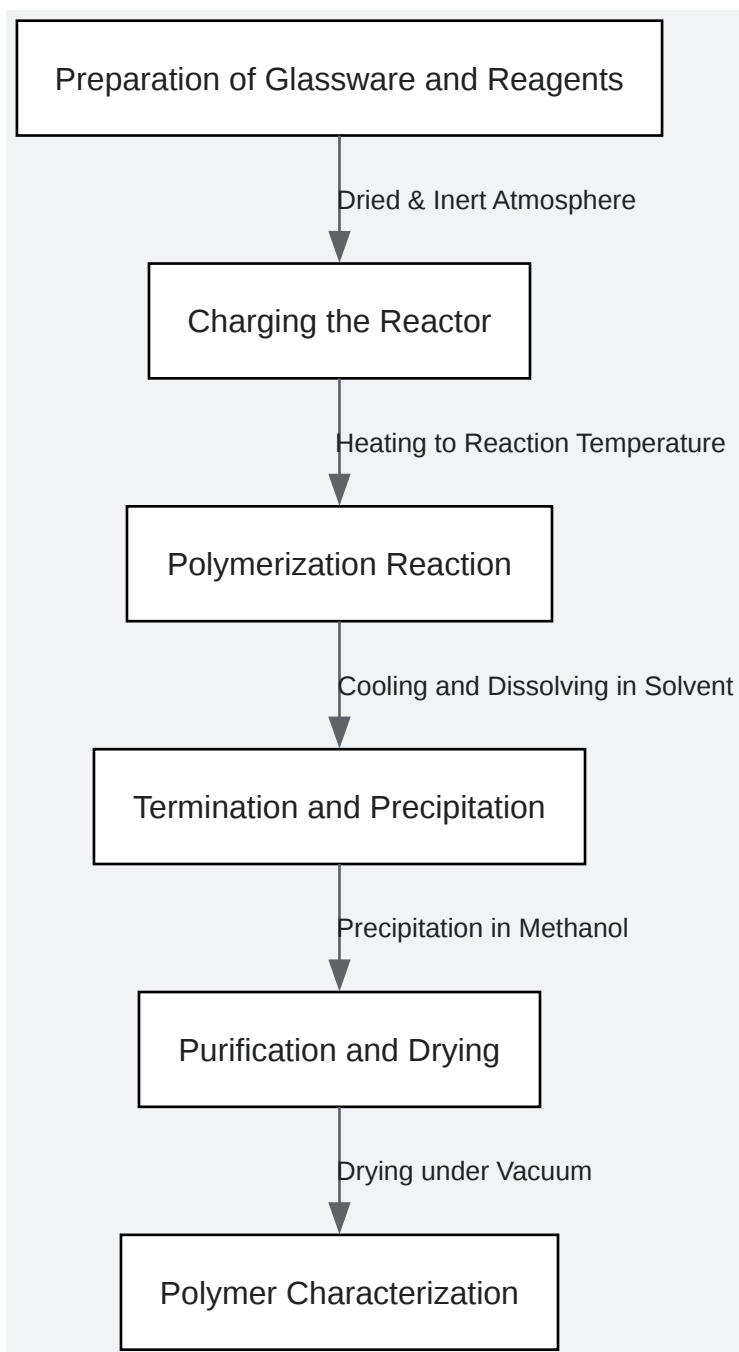 Preparation of Glassware and Reagents
Dried & Inert Atmosphere
Charging the Reactor
Heating to Reaction Temperature
Polymerization Reaction
Cooling and Dissolving in Solvent
Termination and Precipitation
Precipitation in Methanol
Purification and Drying
Drying under Vacuum
Polymer Characterization